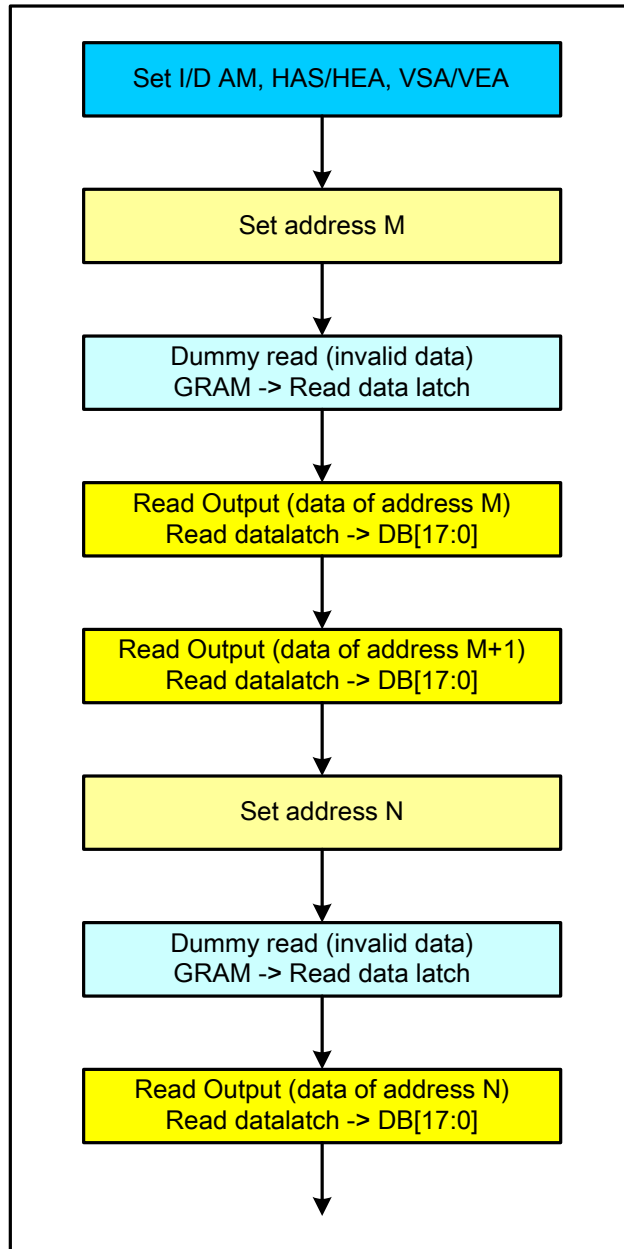 Set I/D AM, HAS/HEA, VSA/VEA
Set address M
Dummy read (invalid data)
GRAM -> Read data latch
Read Output (data of address M)
Read datalatch -> DB[17:0]
Read Output (data of address M+1)
Read datalatch -> DB[17:0]
Set address N
Dummy read (invalid data)
GRAM -> Read data latch
Read Output (data of address N)
Read datalatch -> DB[17:0]